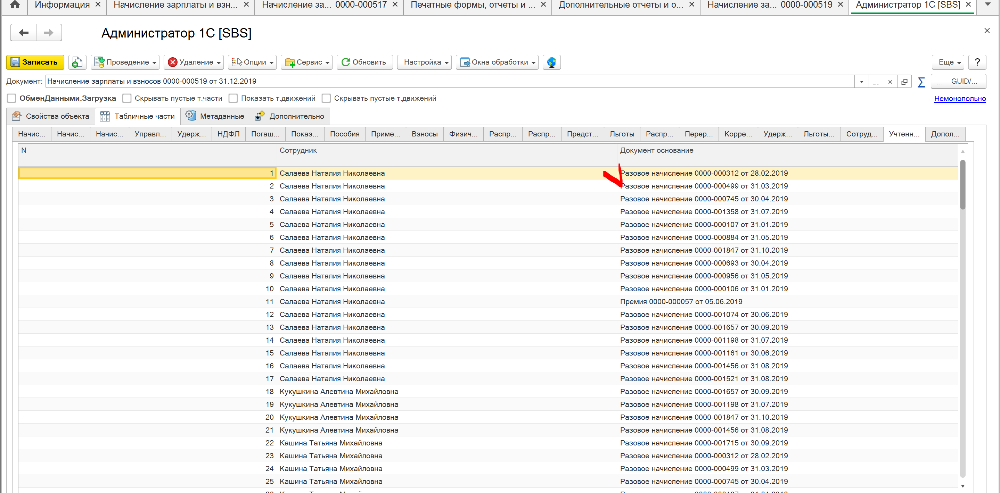 Информация × Начисление зарплаты и взн... × Начисление за... 0000-000517 × Печатные формы, отчеты и ... × Дополнительные отчеты и о... × Начисление за... 0000-000519 × Администратор 1С [SBS] ×
Администратор 1С [SBS]
Записать Проведение Удаление Опции Сервис Обновить Настройка Окна обработки Еще ?
Документ: Начисление зарплаты и взносов 0000-000519 от 31.12.2019 ... × Σ ... GUID/...
ОбменДанными.Загрузка Скрывать пустые т.части Показать т.движений Скрывать пустые т.движений Немонопольно
Свойства объекта Табличные части Метаданные Дополнительно
Начис... Начис... Начис... Управл... Удерж... НДФЛ Погаш... Показ... Пособия Приме... Взносы Физич... Распр... Распр... Предст... Льготы Распр... Перер... Корре... Удерж... Льготы... Сотруд... Учтенн... Допол...
N Сотрудник Документ основание
1 Салаева Наталия Николаевна Разовое начисление 0000-000312 от 28.02.2019
2 Салаева Наталия Николаевна Разовое начисление 0000-000499 от 31.03.2019
3 Салаева Наталия Николаевна Разовое начисление 0000-000745 от 30.04.2019
4 Салаева Наталия Николаевна Разовое начисление 0000-001358 от 31.07.2019
5 Салаева Наталия Николаевна Разовое начисление 0000-000107 от 31.01.2019
6 Салаева Наталия Николаевна Разовое начисление 0000-000884 от 31.05.2019
7 Салаева Наталия Николаевна Разовое начисление 0000-001847 от 31.10.2019
8 Салаева Наталия Николаевна Разовое начисление 0000-000693 от 30.04.2019
9 Салаева Наталия Николаевна Разовое начисление 0000-000956 от 31.05.2019
10 Салаева Наталия Николаевна Разовое начисление 0000-000106 от 31.01.2019
11 Салаева Наталия Николаевна Премия 0000-000057 от 05.06.2019
12 Салаева Наталия Николаевна Разовое начисление 0000-001074 от 30.06.2019
13 Салаева Наталия Николаевна Разовое начисление 0000-001657 от 30.09.2019
14 Салаева Наталия Николаевна Разовое начисление 0000-001198 от 31.07.2019
15 Салаева Наталия Николаевна Разовое начисление 0000-001161 от 30.06.2019
16 Салаева Наталия Николаевна Разовое начисление 0000-001456 от 31.08.2019
17 Салаева Наталия Николаевна Разовое начисление 0000-001521 от 31.08.2019
18 Кукушкина Алевтина Михайловна Разовое начисление 0000-001657 от 30.09.2019
19 Кукушкина Алевтина Михайловна Разовое начисление 0000-001198 от 31.07.2019
20 Кукушкина Алевтина Михайловна Разовое начисление 0000-001847 от 31.10.2019
21 Кукушкина Алевтина Михайловна Разовое начисление 0000-001456 от 31.08.2019
22 Кашина Татьяна Михайловна Разовое начисление 0000-001715 от 30.09.2019
23 Кашина Татьяна Михайловна Разовое начисление 0000-000312 от 28.02.2019
24 Кашина Татьяна Михайловна Разовое начисление 0000-000499 от 31.03.2019
25 Кашина Татьяна Михайловна Разовое начисление 0000-000745 от 30.04.2019